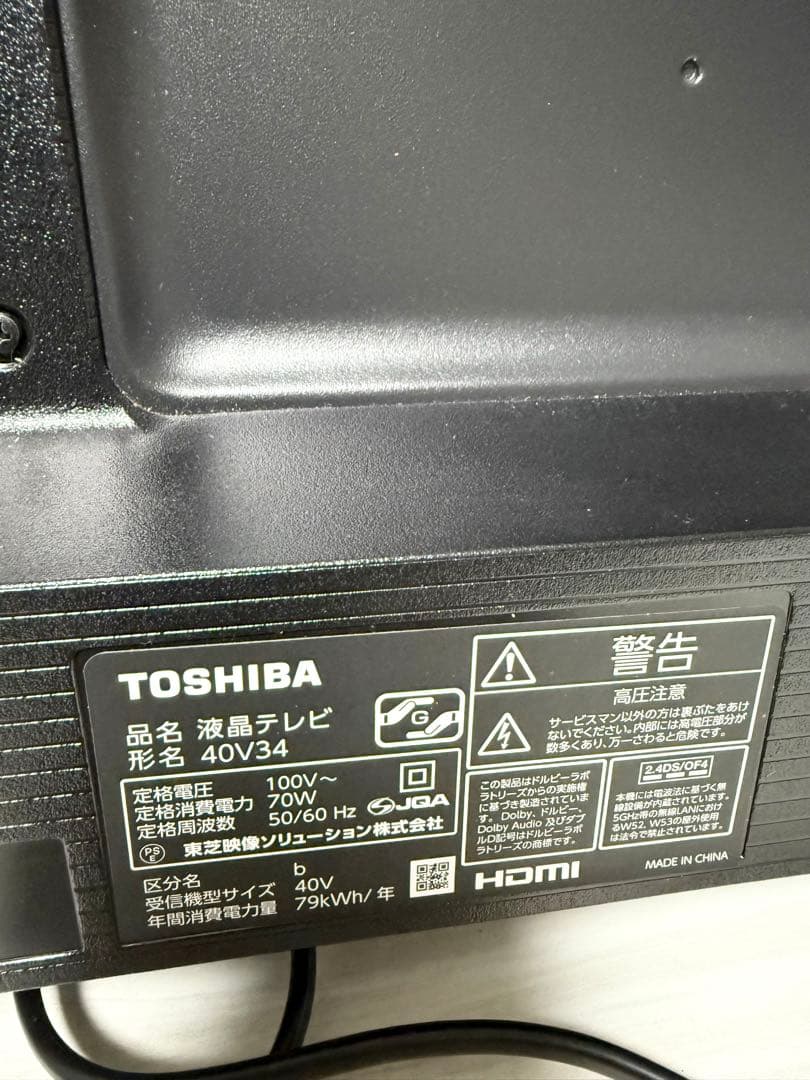 TOSHIBA
品名 液晶テレビ
形名 40V34
G
定格電圧 100V～
定格消費電力 70W
定格周波数 50/60 Hz
JQA
PS
E
東芝映像ソリューション株式会社
区分名 b
受信機型サイズ 40V
年間消費電力量 79kWh/年
警告
高圧注意
サービスマン以外の方は裏ぶたをあけ
ないでください。内部には高電圧部分が
数多くあり、万一さわると危険です。
この製品はドルビーラボ
ラトリーズからの実施権
に基づき製造されていま
す。Dolby、ドルビー、
Dolby Audio 及びダブ
ルD記号はドルビーラボ
ラトリーズの商標です。
2.4DS/OF4
本機には電波法に基づく無
線設備が内蔵されています。
5GHz帯の無線LANにおけ
るW52、W53の屋外使用
は法令で禁止されています。
HDMI
MADE IN CHINA